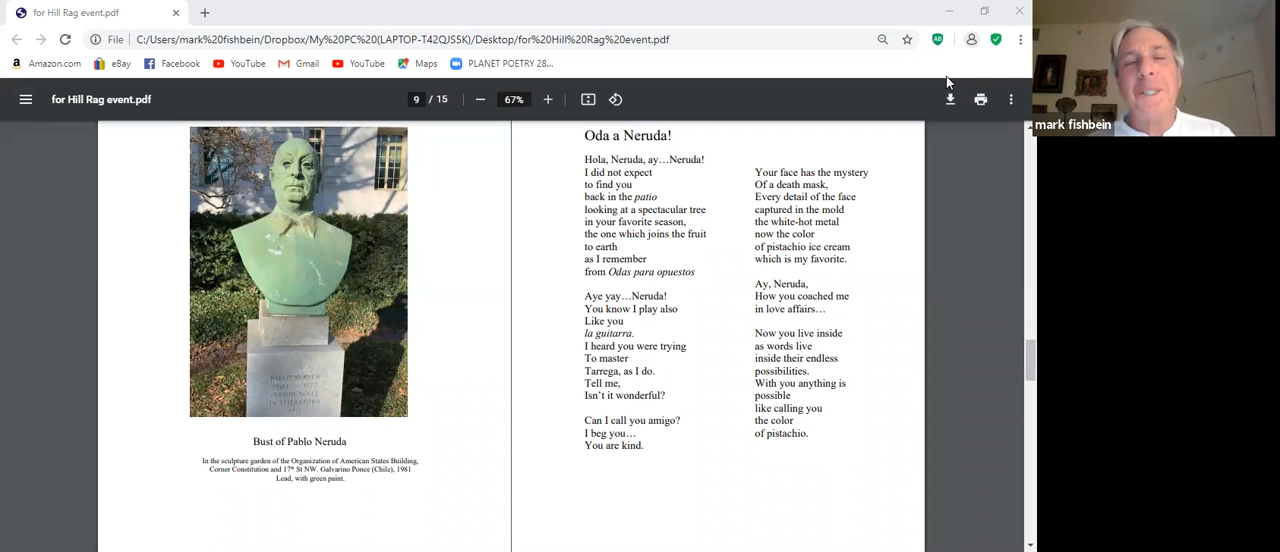 for Hill Rag event.pdf
File
C:/Users/mark%20fishbein/Dropbox/My%20PC%20(LAPTOP-T42QJS5K)/Desktop/for%20Hill%20Rag%20event.pdf
Amazon.com
eBay
Facebook
YouTube
Gmail
YouTube
Maps
PLANET POETRY 28...
for Hill Rag event.pdf
9 / 15
67%
mark fishbein
PABLO NERUDA
Bust of Pablo Neruda
In the sculpture garden of the Organization of American States Building,
Corner Constitution and 17th St NW. Galvarino Ponce (Chile), 1981
Lead, with green paint.
Oda a Neruda!
Hola, Neruda, ay…Neruda!
I did not expect
to find you
back in the patio
looking at a spectacular tree
in your favorite season,
the one which joins the fruit
to earth
as I remember
from Odas para opuestos
Aye yay…Neruda!
You know I play also
Like you
la guitarra.
I heard you were trying
To master
Tarrega, as I do.
Tell me,
Isn’t it wonderful?
Can I call you amigo?
I beg you…
You are kind.
Your face has the mystery
Of a death mask,
Every detail of the face
captured in the mold
the white-hot metal
now the color
of pistachio ice cream
which is my favorite.
Ay, Neruda,
How you coached me
in love affairs…
Now you live inside
as words live
inside their endless
possibilities.
With you anything is
possible
like calling you
the color
of pistachio.